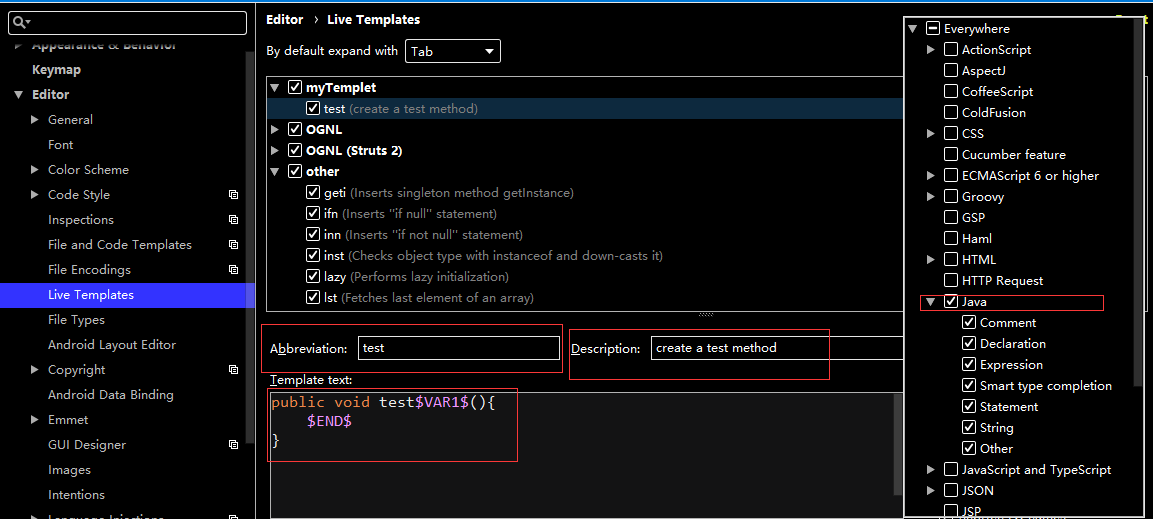 Appearance & Behavior
Keymap
Editor
General
Font
Color Scheme
Code Style
Inspections
File and Code Templates
File Encodings
Live Templates
File Types
Android Layout Editor
Copyright
Android Data Binding
Emmet
GUI Designer
Images
Intentions
Language Injections
Editor › Live Templates
By default expand with Tab
myTemplet
test (create a test method)
OGNL
OGNL (Struts 2)
other
geti (Inserts singleton method getInstance)
ifn (Inserts "if null" statement)
inn (Inserts "if not null" statement)
inst (Checks object type with instanceof and down-casts it)
lazy (Performs lazy initialization)
lst (Fetches last element of an array)
Abbreviation: test Description: create a test method
Template text:
public void test$VAR1$(){
$END$
}
Everywhere
ActionScript
AspectJ
CoffeeScript
ColdFusion
CSS
Cucumber feature
ECMAScript 6 or higher
Groovy
GSP
Haml
HTML
HTTP Request
Java
Comment
Declaration
Expression
Smart type completion
Statement
String
Other
JavaScript and TypeScript
JSON
JSP